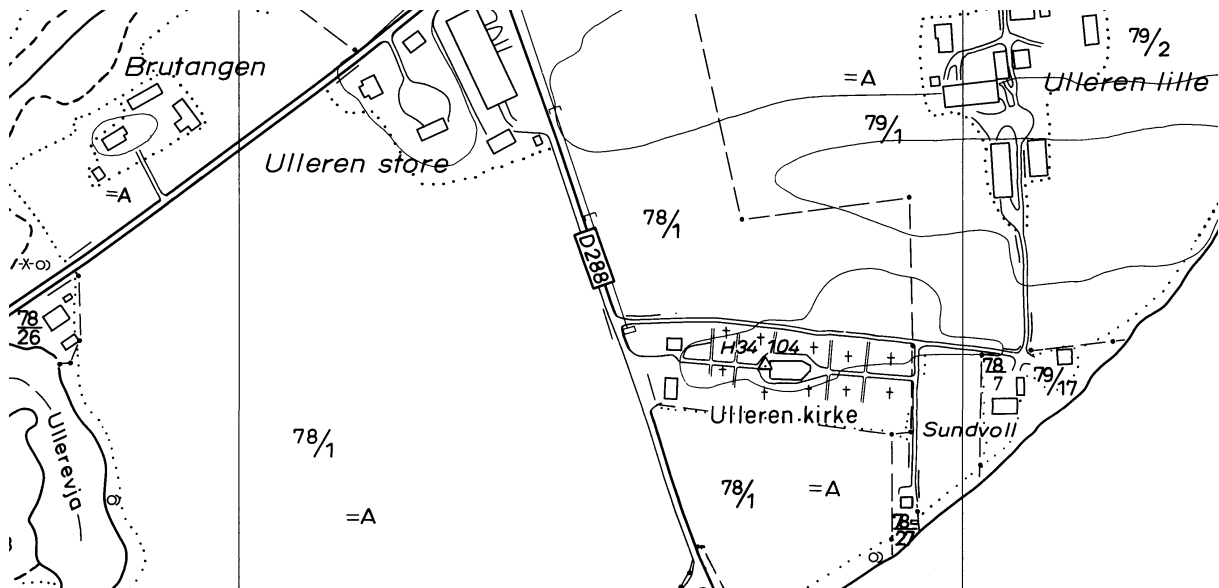 79/2
=A
Brutangen
Ulleren lille
79/1
Ulleren store
=A
78/1
D288
78/26
H34 104
78/7
79/17
Ulleren kirke
Sundvoll
78/1
Ullerevja
78/1
=A
=A
78=/27